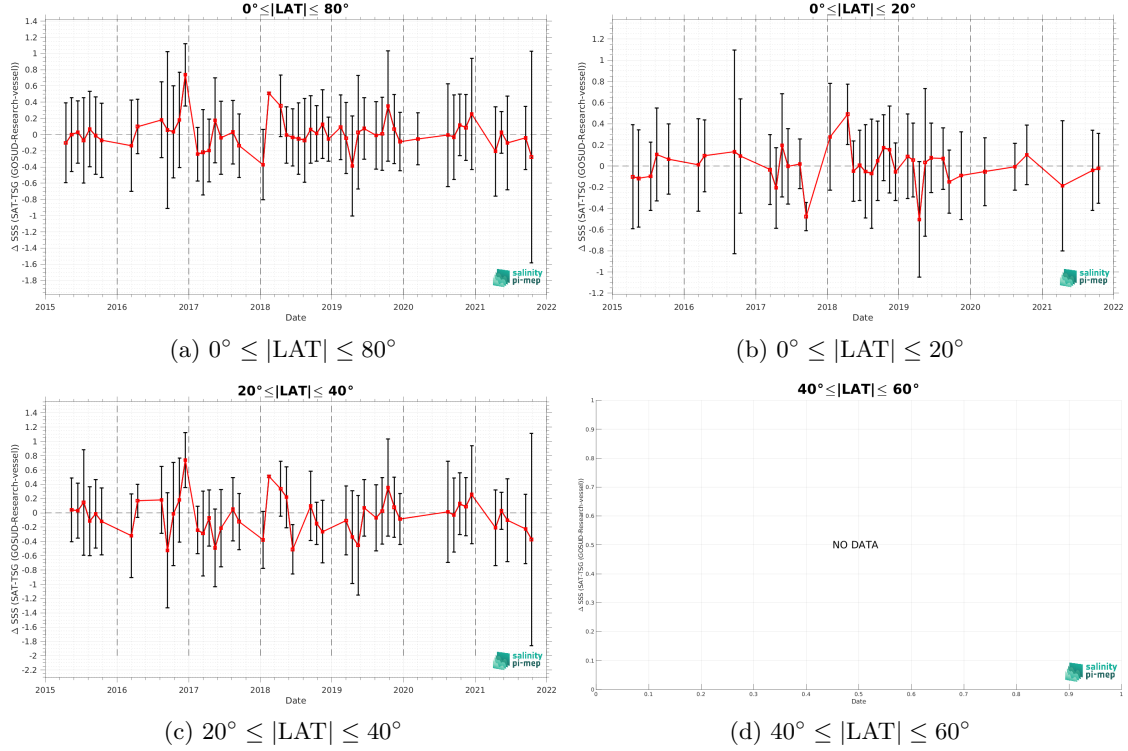 0°≤|LAT|≤ 80°
1.4
1.2
1
0.8
0.6
0.4
0.2
0
-0.2
-0.4
-0.6
-0.8
-1
-1.2
-1.4
-1.6
-1.8
Δ SSS (SAT-TSG (GOSUD-Research-vessel))
2015 2016 2017 2018 2019 2020 2021 2022
Date
salinity
pi-mep
(a) 0° ≤ |LAT| ≤ 80°
0°≤|LAT|≤ 20°
1.2
1
0.8
0.6
0.4
0.2
0
-0.2
-0.4
-0.6
-0.8
-1
-1.2
Δ SSS (SAT-TSG (GOSUD-Research-vessel))
2015 2016 2017 2018 2019 2020 2021 2022
Date
salinity
pi-mep
(b) 0° ≤ |LAT| ≤ 20°
20°≤|LAT|≤ 40°
1.4
1.2
1
0.8
0.6
0.4
0.2
0
-0.2
-0.4
-0.6
-0.8
-1
-1.2
-1.4
-1.6
-1.8
-2
-2.2
Δ SSS (SAT-TSG (GOSUD-Research-vessel))
2015 2016 2017 2018 2019 2020 2021 2022
Date
salinity
pi-mep
(c) 20° ≤ |LAT| ≤ 40°
40°≤|LAT|≤ 60°
1
0.9
0.8
0.7
0.6
0.5
0.4
0.3
0.2
0.1
0
Δ SSS (SAT-TSG (GOSUD-Research-vessel))
NO DATA
0 0.1 0.2 0.3 0.4 0.5 0.6 0.7 0.8 0.9 1
Date
salinity
pi-mep
(d) 40° ≤ |LAT| ≤ 60°